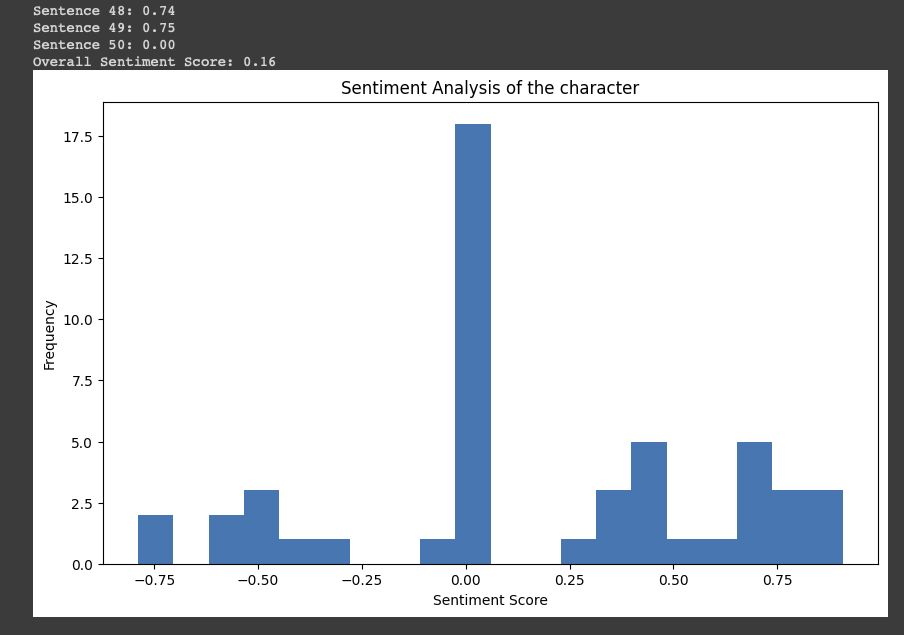 Sentence 48: 0.74
Sentence 49: 0.75
Sentence 50: 0.00
Overall Sentiment Score: 0.16
Sentiment Analysis of the character
17.5
15.0
12.5
10.0
7.5
5.0
2.5
0.0
Frequency
−0.75 −0.50 −0.25 0.00 0.25 0.50 0.75
Sentiment Score